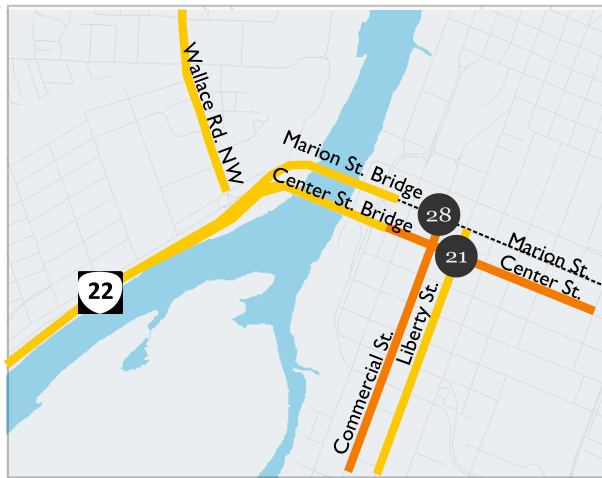 Wallace Rd. NW
Marion St. Bridge
Center St. Bridge
28
Marion St.
21
Center St.
22
Liberty St.
Commercial St.